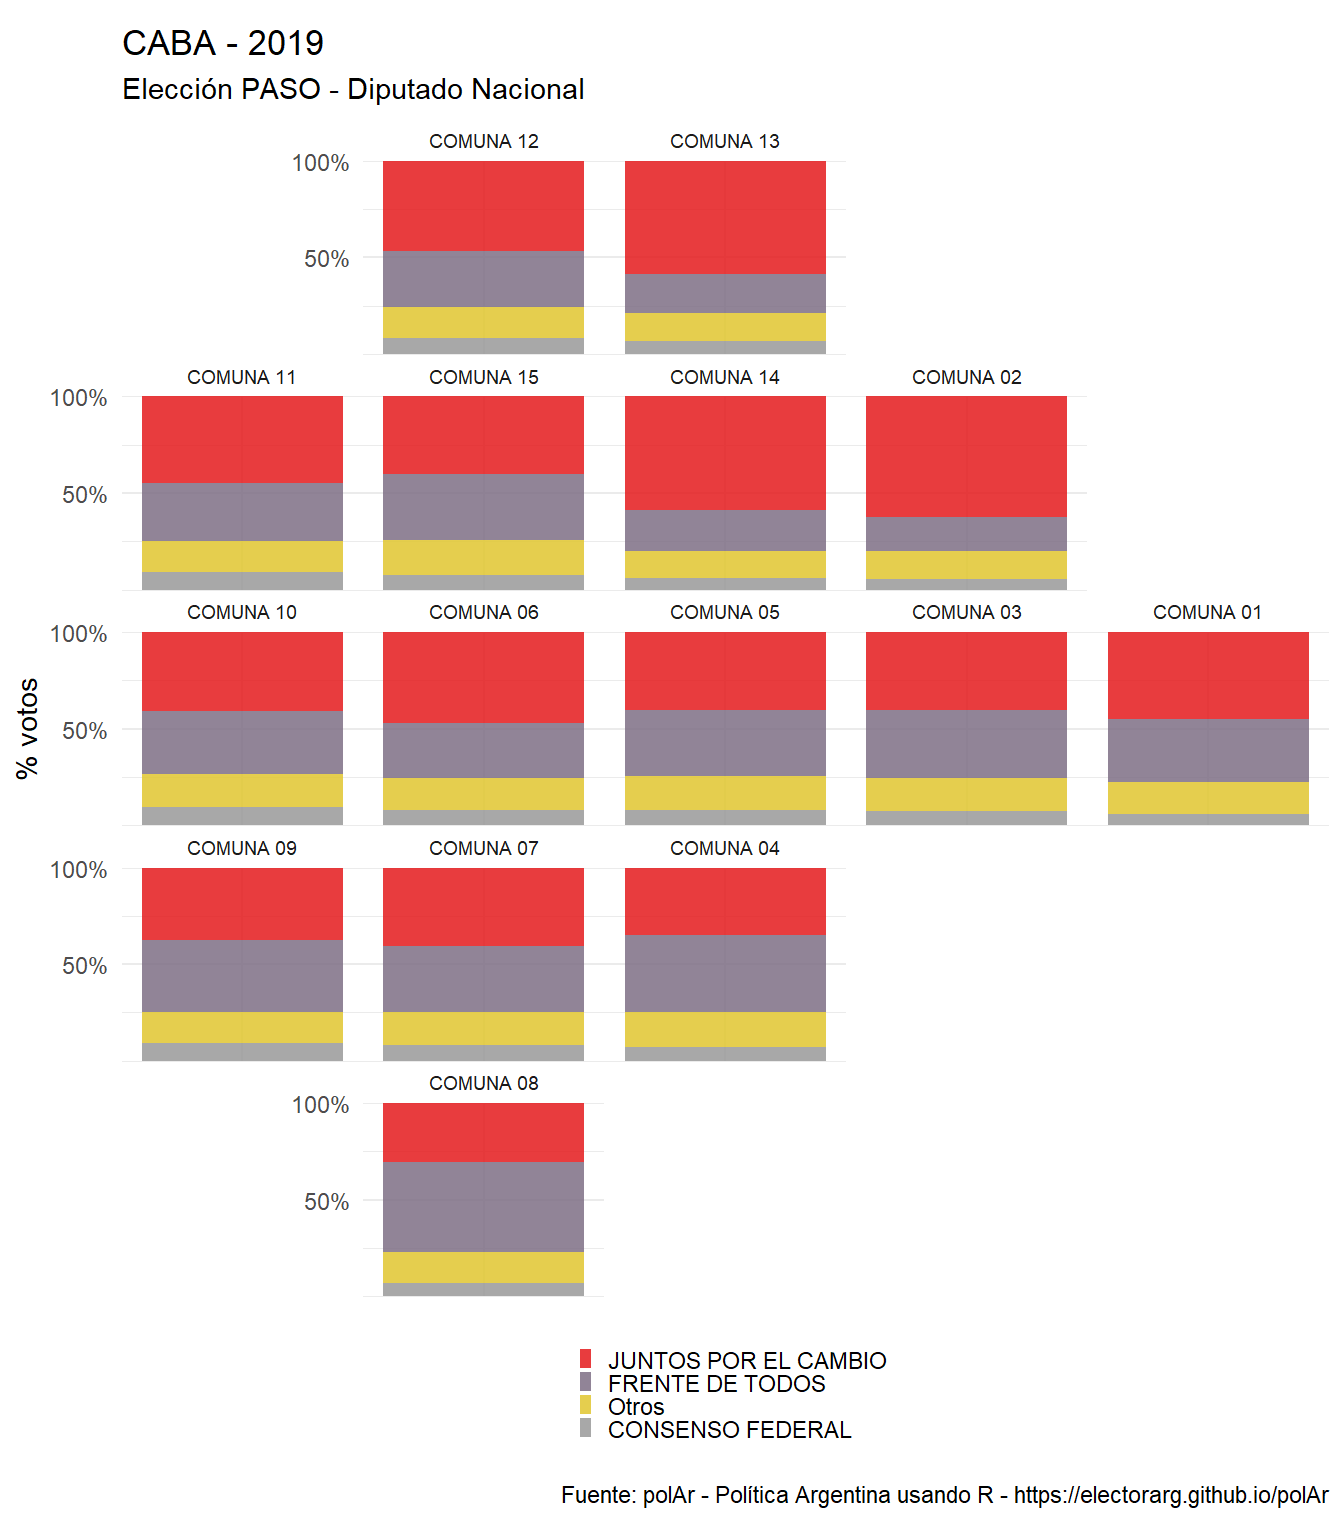 CABA - 2019
Elección PASO - Diputado Nacional
COMUNA 12
COMUNA 13
100%
50%
COMUNA 11
COMUNA 15
COMUNA 14
COMUNA 02
100%
50%
COMUNA 10
COMUNA 06
COMUNA 05
COMUNA 03
COMUNA 01
100%
50%
% votos
COMUNA 09
COMUNA 07
COMUNA 04
100%
50%
COMUNA 08
100%
50%
JUNTOS POR EL CAMBIO
FRENTE DE TODOS
Otros
CONSENSO FEDERAL
Fuente: polAr - Política Argentina usando R - https://electorarg.github.io/polAr